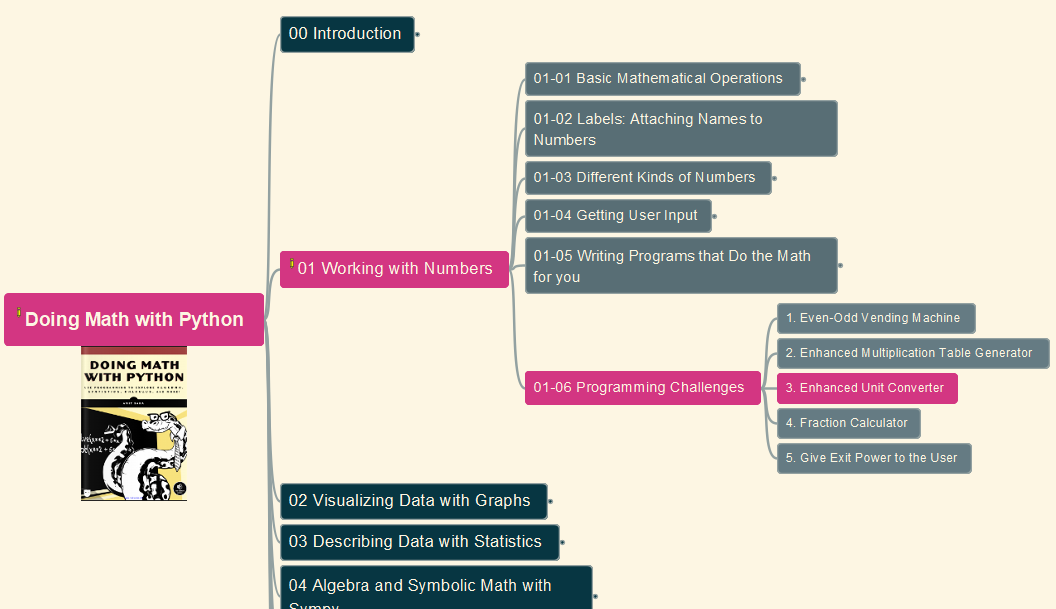 00 Introduction
01-01 Basic Mathematical Operations
01-02 Labels: Attaching Names to
Numbers
01-03 Different Kinds of Numbers
01-04 Getting User Input
01 Working with Numbers
01-05 Writing Programs that Do the Math
for you
Doing Math with Python
1. Even-Odd Vending Machine
2. Enhanced Multiplication Table Generator
01-06 Programming Challenges
3. Enhanced Unit Converter
4. Fraction Calculator
5. Give Exit Power to the User
DOING MATH
WITH PYTHON
02 Visualizing Data with Graphs
03 Describing Data with Statistics
04 Algebra and Symbolic Math with
Sympy